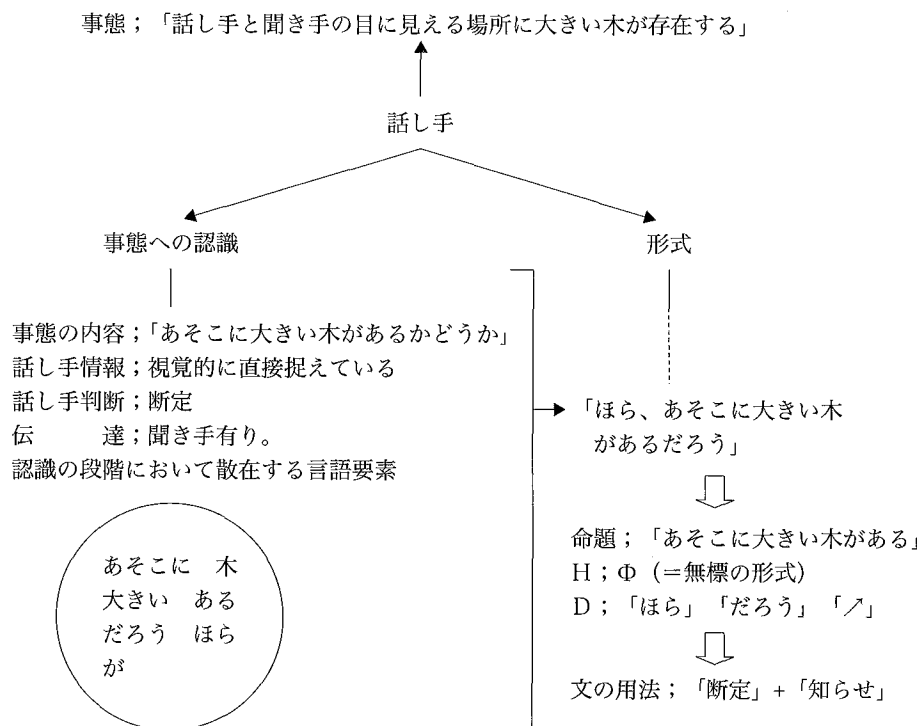 事態；「話し手と聞き手の目に見える場所に大きい木が存在する」
話し手
事態への認識
形式
事態の内容；「あそこに大きい木があるかどうか」
話し手情報；視覚的に直接捉えている
話し手判断；断定
伝　　達；聞き手有り。
認識の段階において散在する言語要素
あそこに　木
大きい　ある
だろう　ほら
が
「ほら、あそこに大きい木
があるだろう」
命題；「あそこに大きい木がある」
H；Φ（＝無標の形式）
D；「ほら」「だろう」「↗」
文の用法；「断定」+「知らせ」